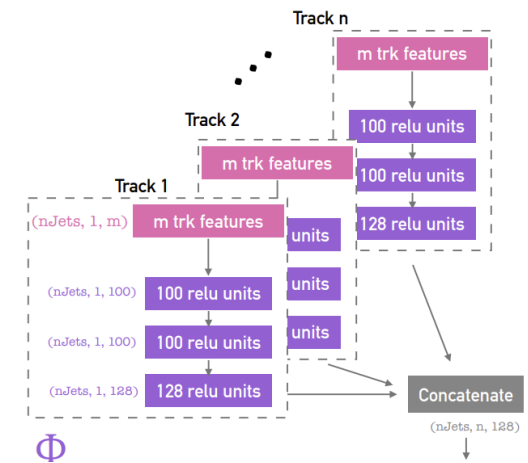 Track n
m trk features
100 relu units
100 relu units
128 relu units
Track 2
m trk features
units
units
units
Track 1
(nJets, 1, m) m trk features
(nJets, 1, 100) 100 relu units
(nJets, 1, 100) 100 relu units
(nJets, 1, 128) 128 relu units
Concatenate
(nJets, n, 128)
Φ